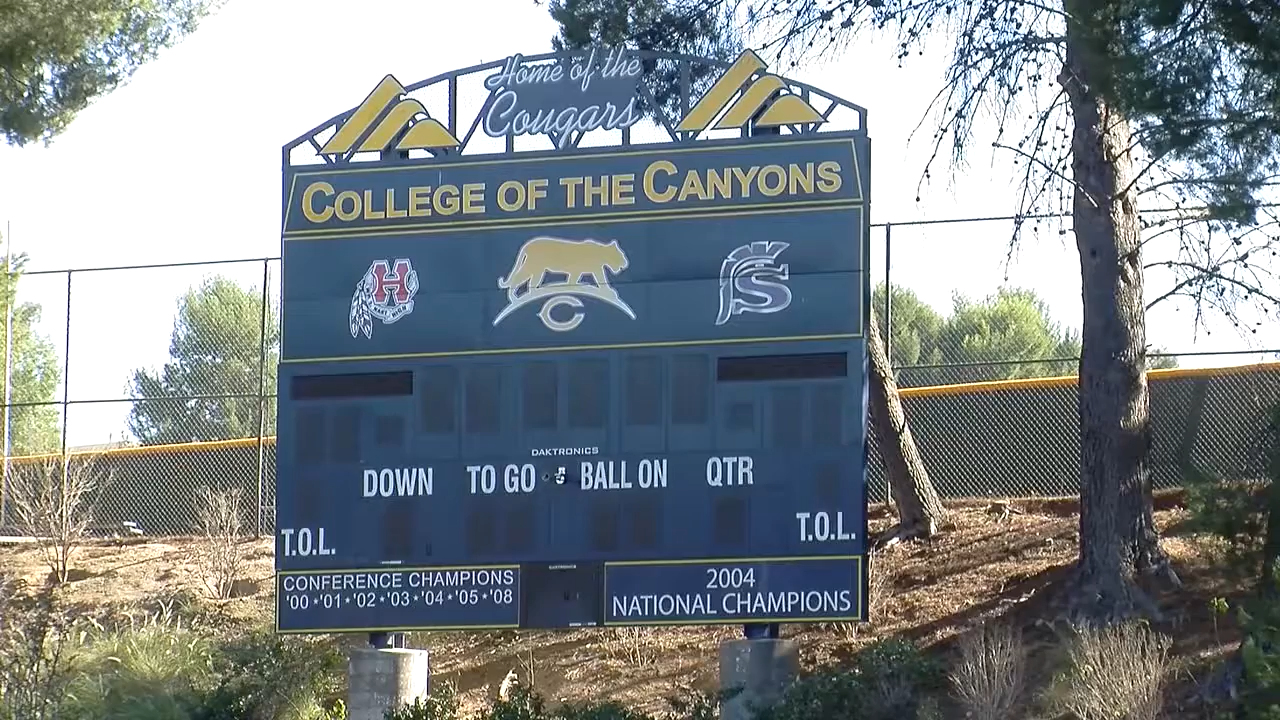 Home of the
Cougars
COLLEGE OF THE CANYONS
H
C
S
DAKTRONICS
DOWN TO GO BALL ON QTR
T.O.L. T.O.L.
CONFERENCE CHAMPIONS
'00 ★ '01 ★ '02 ★ '03 ★ '04 ★ '05 ★ '08
2004
NATIONAL CHAMPIONS